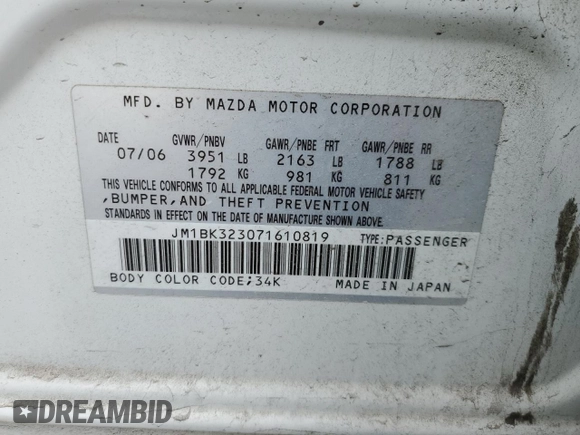 MFD. BY MAZDA MOTOR CORPORATION
DATE GVWR/PNBV GAWR/PNBE FRT GAWR/PNBE RR
07/06 3951 LB 2163 LB 1788 LB
1792 KG 981 KG 811 KG
THIS VEHICLE CONFORMS TO ALL APPLICABLE FEDERAL MOTOR VEHICLE SAFETY
,BUMPER,AND THEFT PREVENTION
STANDARDS IN EFFECT ON THE DATE OF MANUFACTURE SHOWN ABOVE.
JM1BK323071610819 TYPE:PASSENGER
BODY COLOR CODE;34K MADE IN JAPAN
DREAMBID